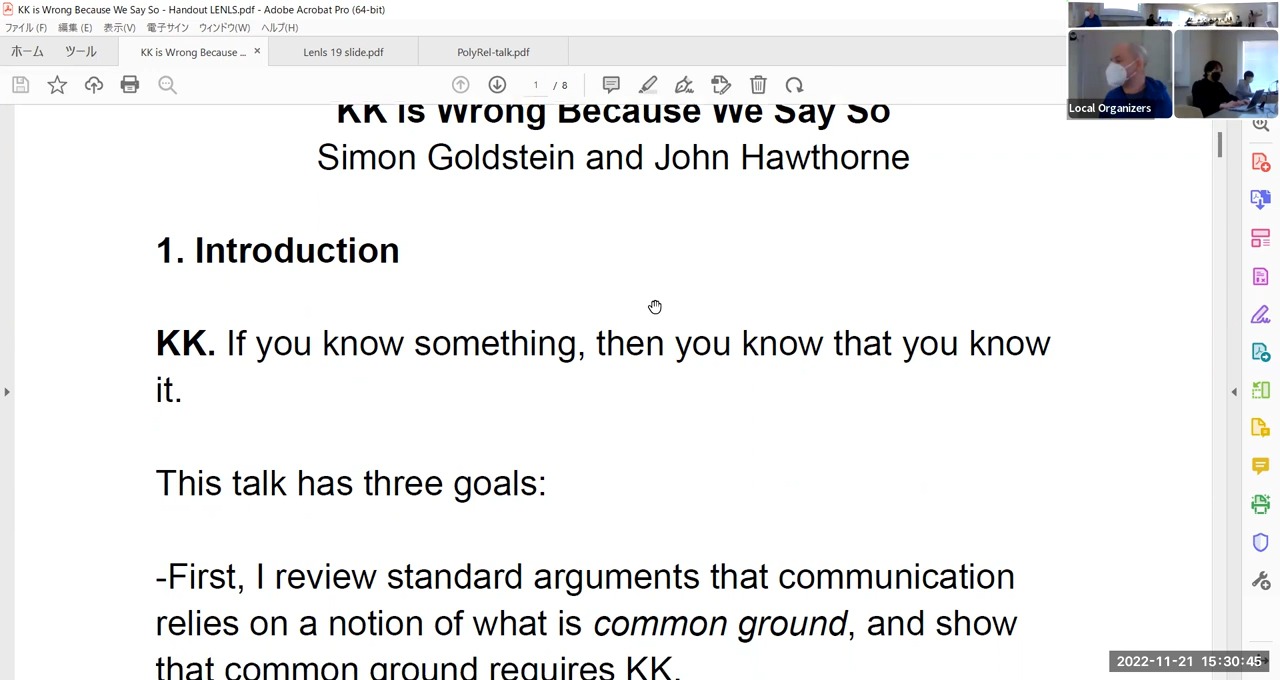 KK is Wrong Because We Say So - Handout LENLS.pdf - Adobe Acrobat Pro (64-bit)
ファイル (F) 編集 (E) 表示(V) 電子サイン ウィンドウ(W) ヘルプ(H)
ホーム ツール KK is Wrong Because ... × Lenls 19 slide.pdf PolyRel-talk.pdf
1 / 8
Local Organizers
KK is Wrong Because We Say So
Simon Goldstein and John Hawthorne
1. Introduction
KK. If you know something, then you know that you know
it.
This talk has three goals:
-First, I review standard arguments that communication
relies on a notion of what is common ground, and show
that common ground requires KK.
2022-11-21 15:30:45